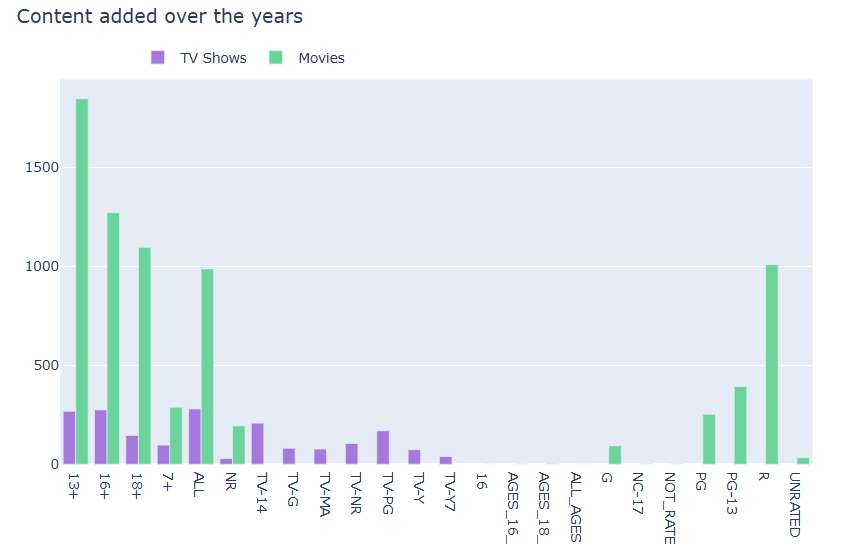 Content added over the years
TV Shows
Movies
1500
1000
500
0
13+
16+
18+
7+
ALL
NR
TV-14
TV-G
TV-MA
TV-NR
TV-PG
TV-Y
TV-Y7
16
AGES_16_
AGES_18_
ALL_AGES
G
NC-17
NOT_RATE
PG
PG-13
R
UNRATED